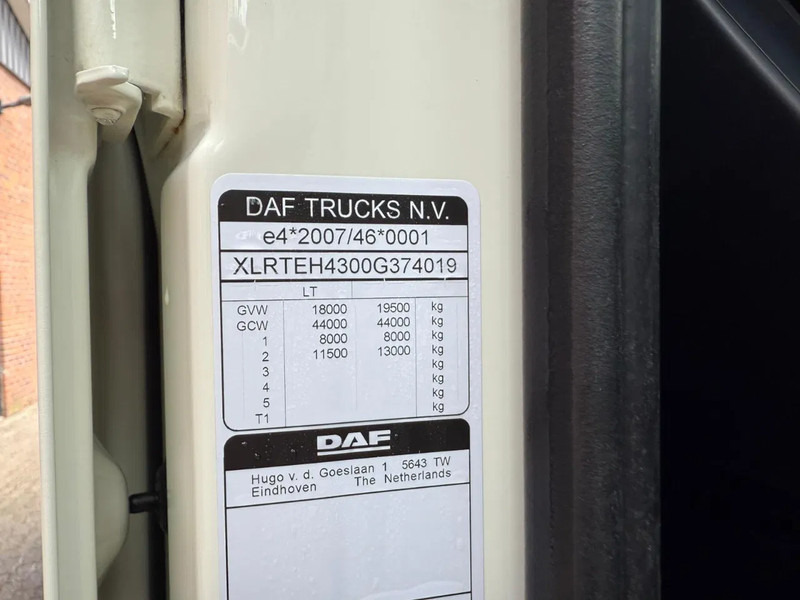 DAF TRUCKS N.V.
e4*2007/46*0001
XLRTEH4300G374019
LT
GVW 18000 19500 kg
GCW 44000 44000 kg
1 8000 8000 kg
2 11500 13000 kg
3 kg
4 kg
5 kg
T1 kg
DAF
Hugo v. d. Goeslaan 1 5643 TW
Eindhoven The Netherlands